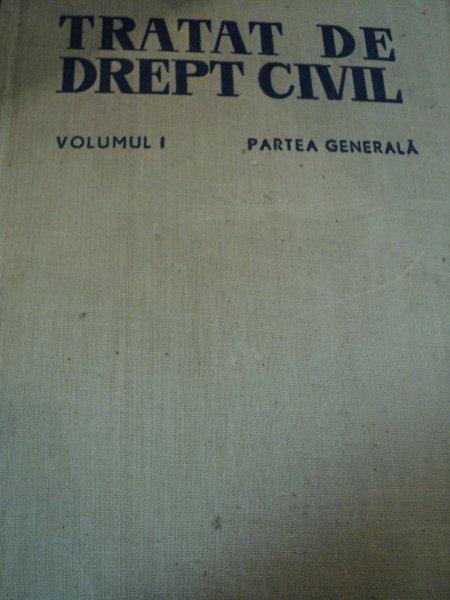 TRATAT DE
DREPT CIVIL
VOLUMUL I PARTEA GENERALĂ